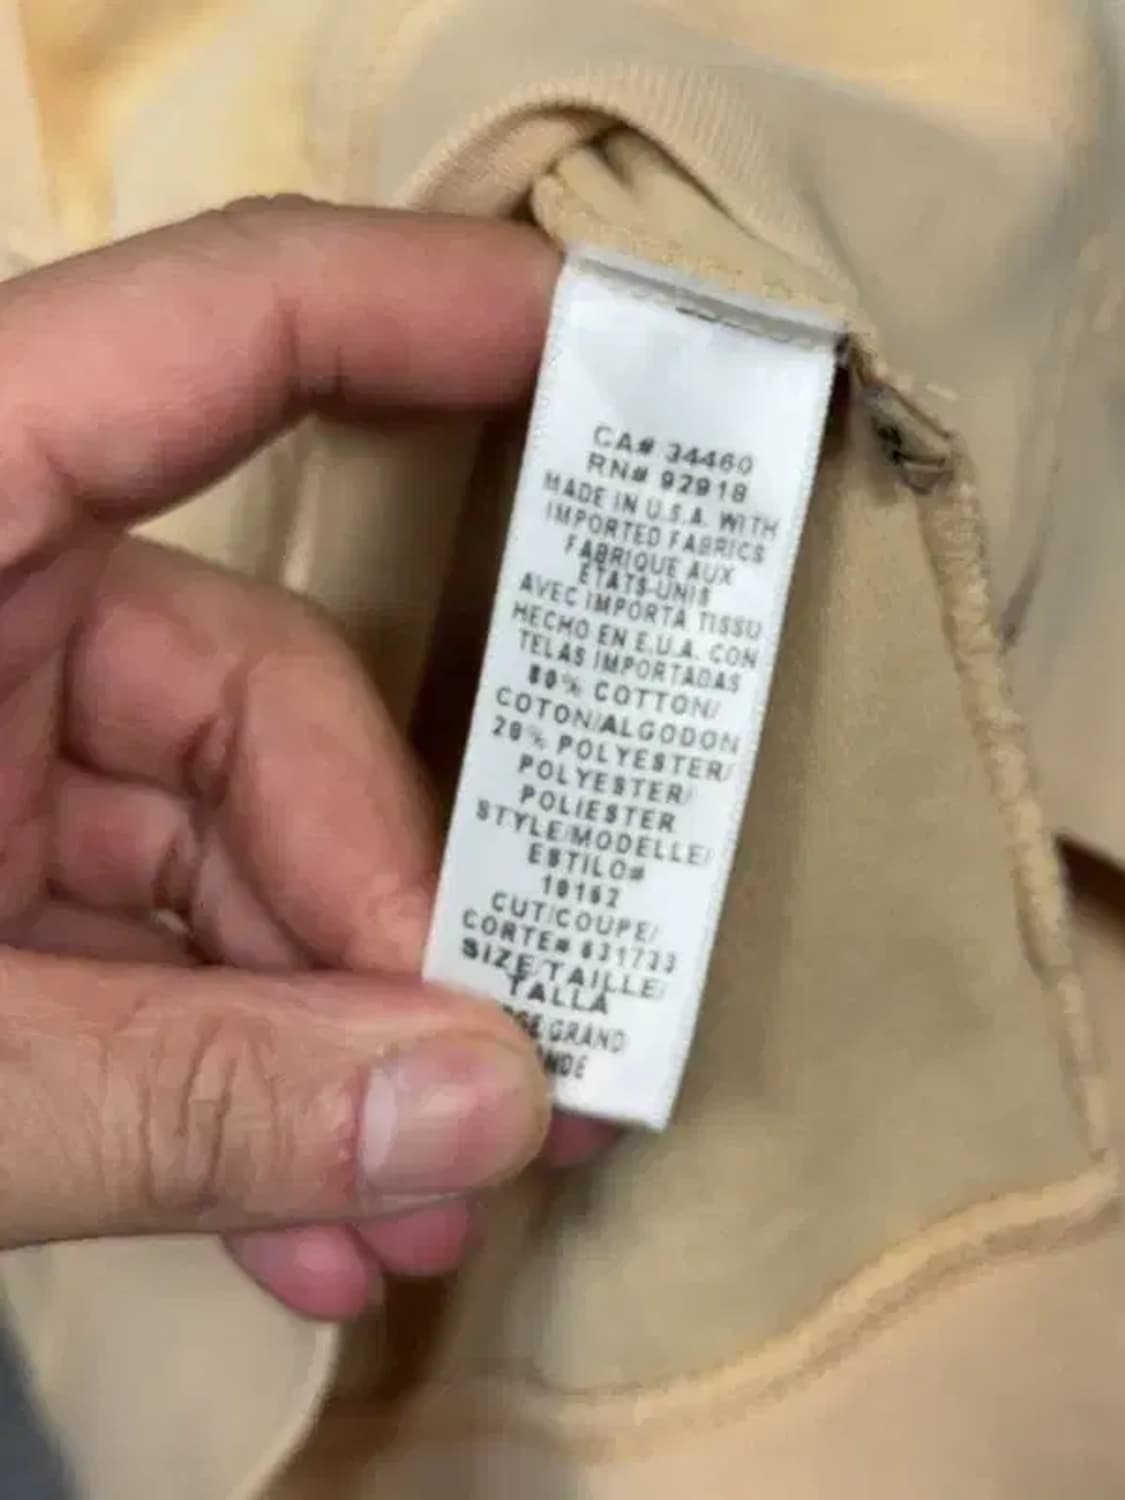 CA# 34460
RN# 92918
MADE IN U.S.A. WITH
IMPORTED FABRICS
FABRIQUE AUX
ETATS-UNIS
AVEC IMPORTA TISSU
HECHO EN E.U.A. CON
TELAS IMPORTADAS
80% COTTON/
COTON/ALGODON
20% POLYESTER/
POLYESTER/
POLIESTER
STYLE/MODELLE/
ESTILO#
10162
CUT/COUPE/
CORTE# 631733
SIZE/TAILLE/
TALLA
GRAND